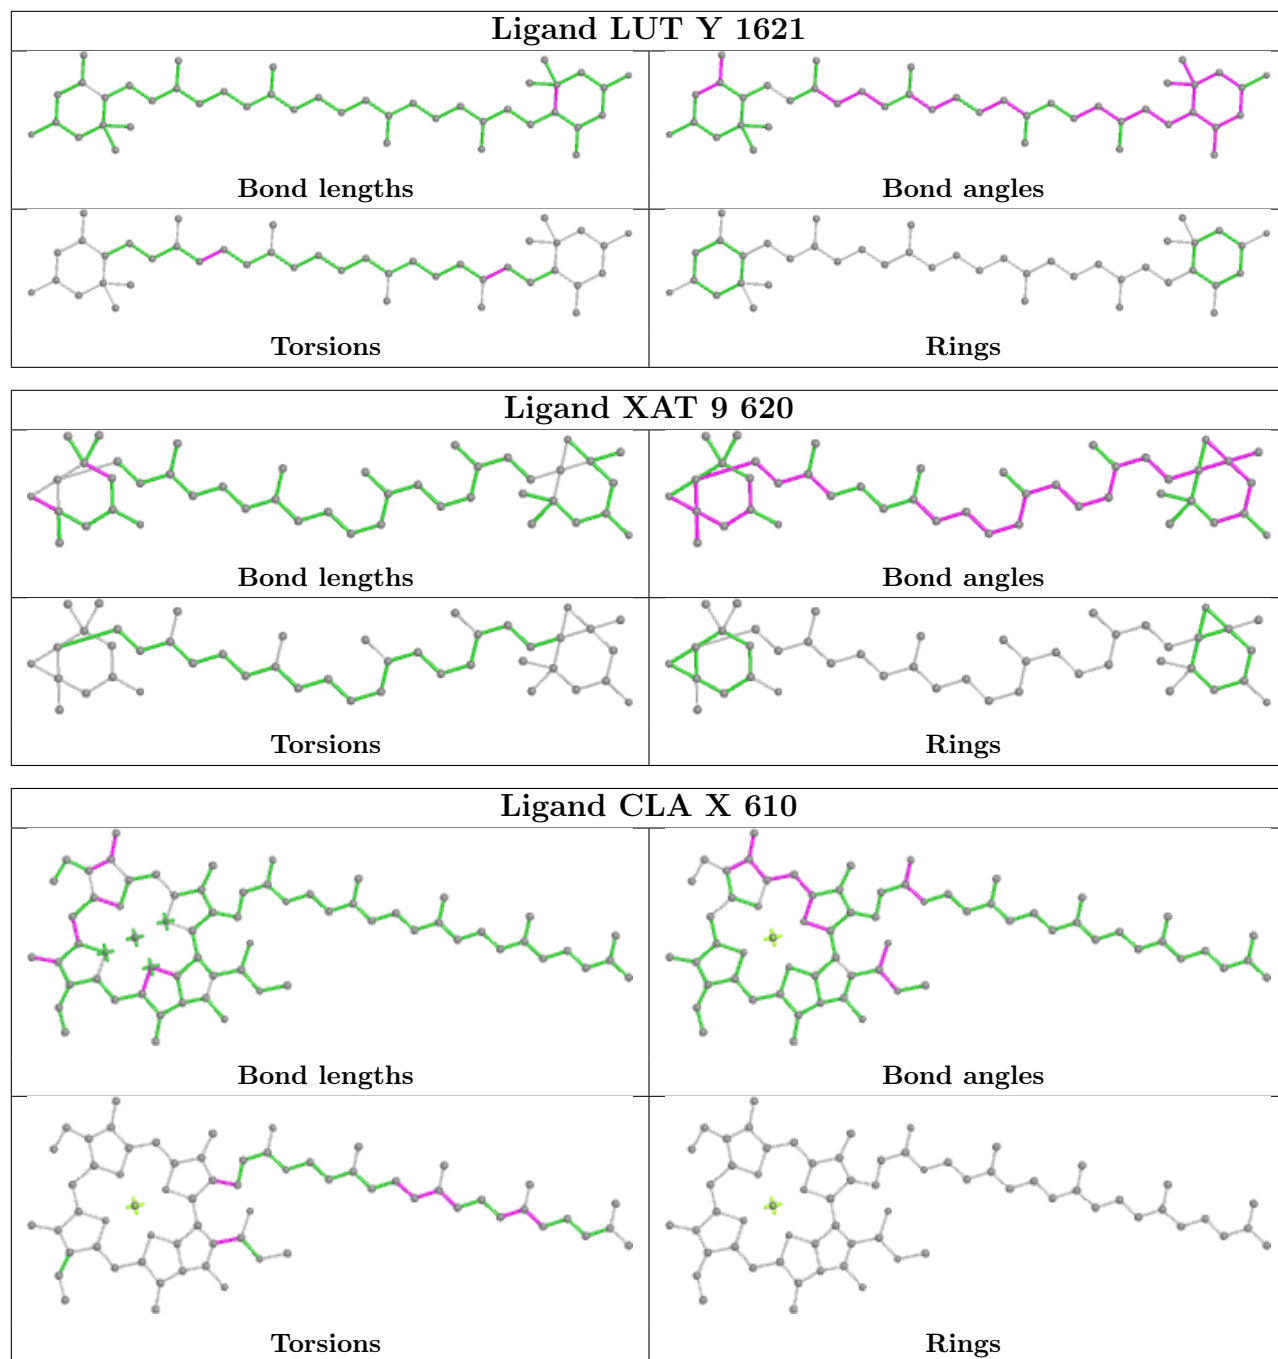 Ligand LUT Y 1621
Bond lengths
Bond angles
Torsions
Rings
Ligand XAT 9 620
Bond lengths
Bond angles
Torsions
Rings
Ligand CLA X 610
Bond lengths
Bond angles
Torsions
Rings